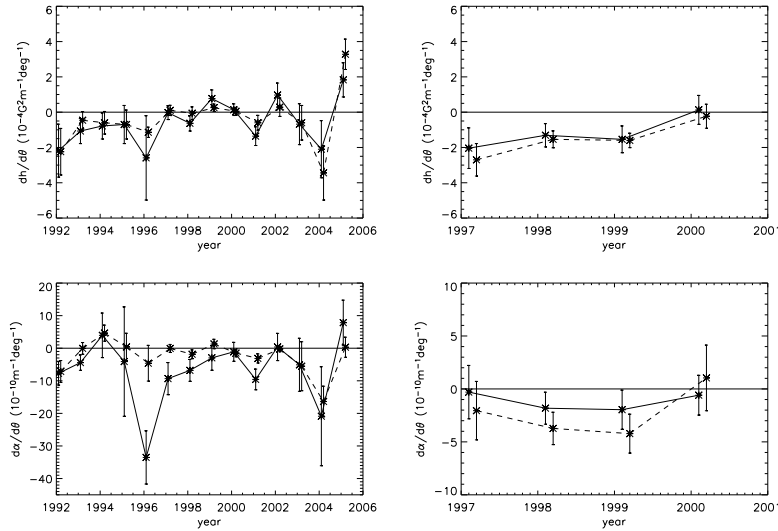 6
4
2
0
−2
−4
−6
dh/dθ (10⁻⁴G²m⁻¹deg⁻¹)
1992 1994 1996 1998 2000 2002 2004 2006
year
6
4
2
0
−2
−4
−6
dh/dθ (10⁻⁴G²m⁻¹deg⁻¹)
1997 1998 1999 2000 2001
year
20
10
0
−10
−20
−30
−40
dα/dθ (10⁻¹⁰m⁻¹deg⁻¹)
1992 1994 1996 1998 2000 2002 2004 2006
year
10
5
0
−5
−10
dα/dθ (10⁻¹⁰m⁻¹deg⁻¹)
1997 1998 1999 2000 2001
year